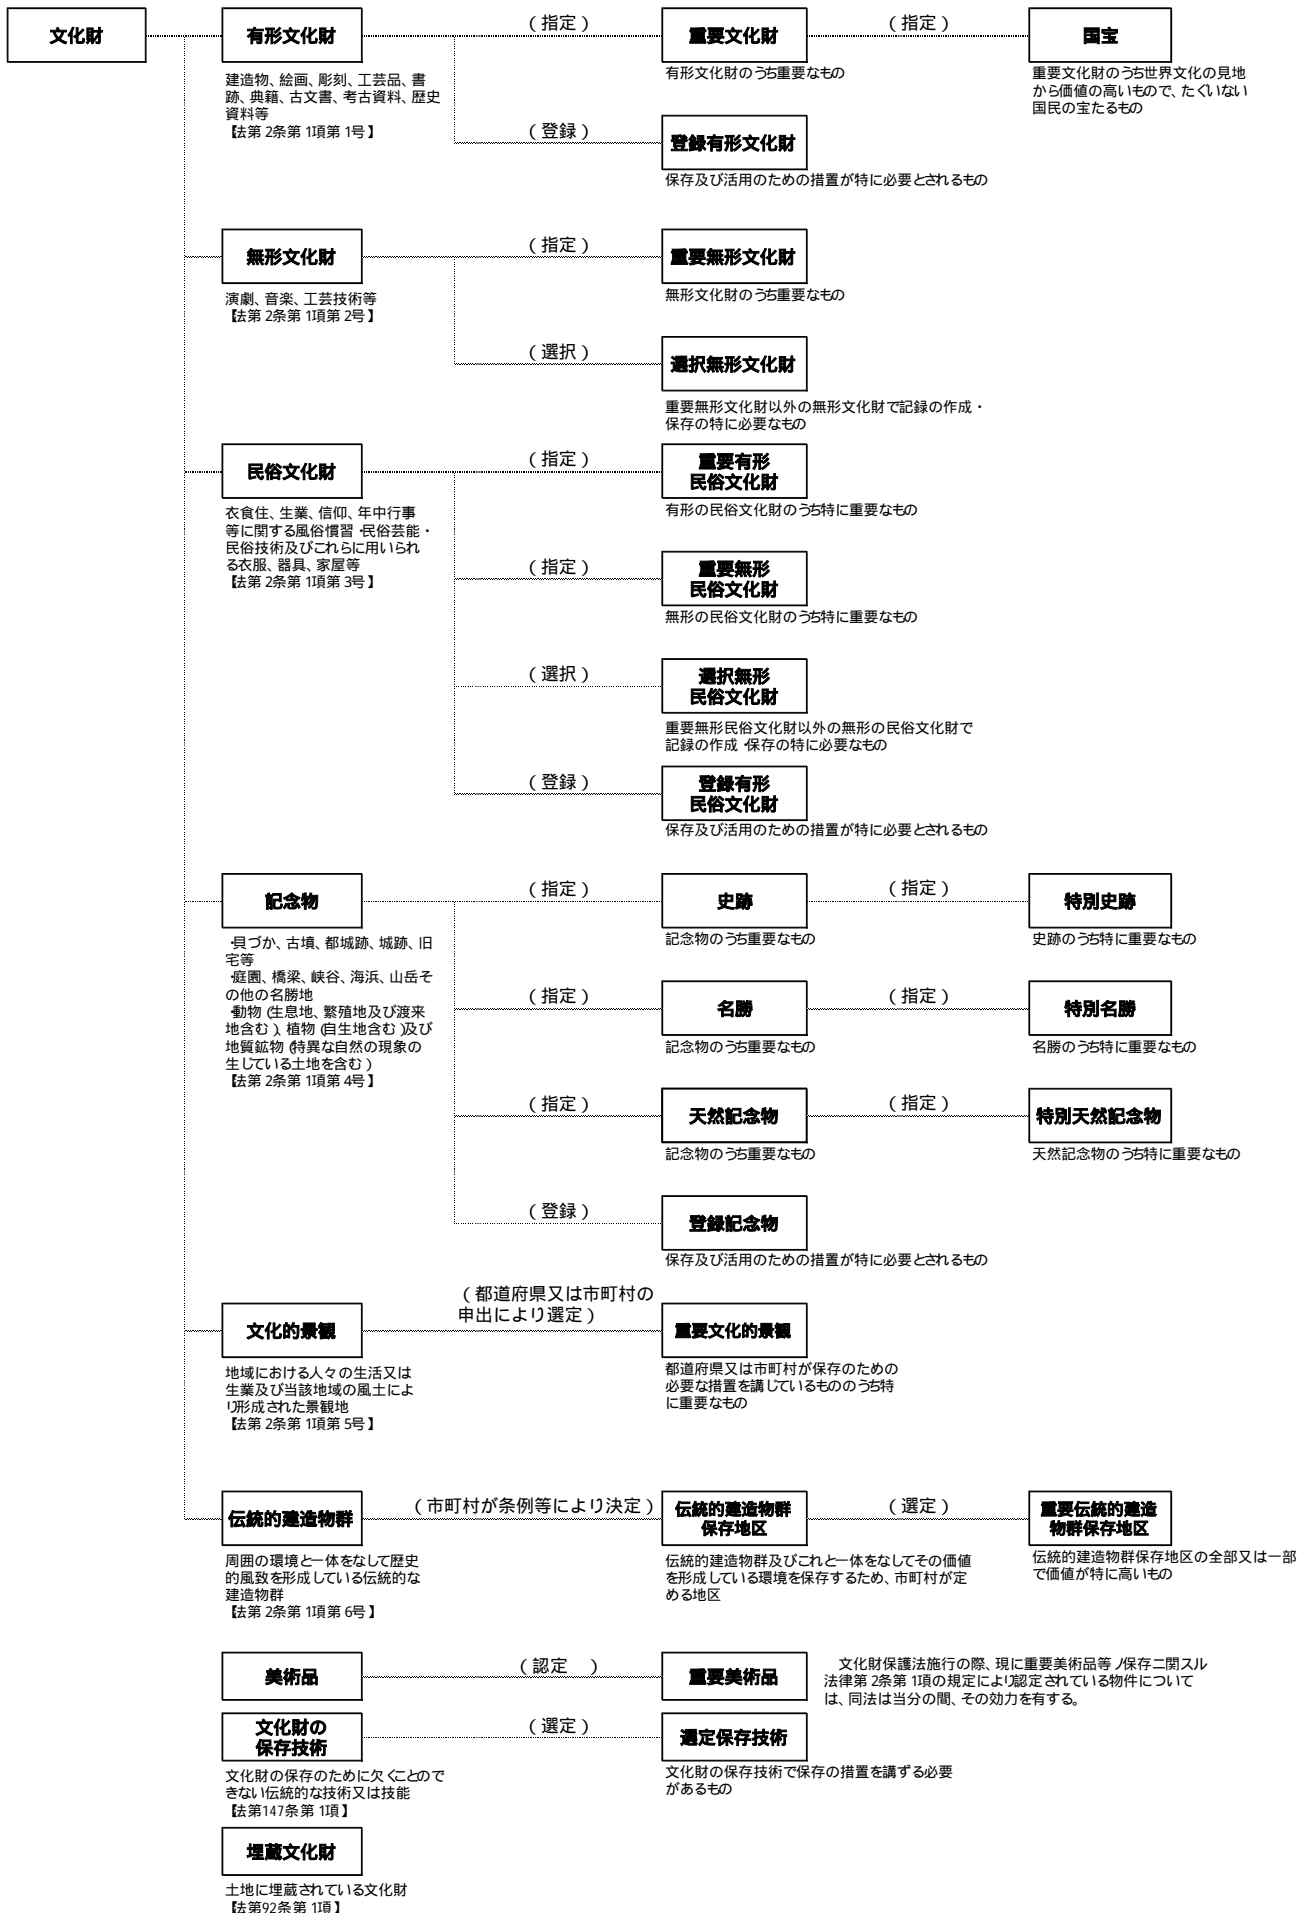 文化財
有形文化財
(指定)
重要文化財
(指定)
国宝
建造物、絵画、彫刻、工芸品、書
跡、典籍、古文書、考古資料、歴史
資料等
【法第2条第1項第1号】
有形文化財のうち重要なもの
重要文化財のうち世界文化の見地
から価値の高いもので、たぐいない
国民の宝たるもの
(登録)
登録有形文化財
保存及び活用のための措置が特に必要とされるもの
無形文化財
(指定)
重要無形文化財
演劇、音楽、工芸技術等
【法第2条第1項第2号】
無形文化財のうち重要なもの
(選択)
選択無形文化財
重要無形文化財以外の無形文化財で記録の作成・
保存の特に必要なもの
民俗文化財
(指定)
重要有形
民俗文化財
衣食住、生業、信仰、年中行事
等に関する風俗慣習・民俗芸能・
民俗技術及びこれらに用いられ
る衣服、器具、家屋等
【法第2条第1項第3号】
有形の民俗文化財のうち特に重要なもの
(指定)
重要無形
民俗文化財
無形の民俗文化財のうち特に重要なもの
(選択)
選択無形
民俗文化財
重要無形民俗文化財以外の無形の民俗文化財で
記録の作成・保存の特に必要なもの
(登録)
登録有形
民俗文化財
保存及び活用のための措置が特に必要とされるもの
記念物
(指定)
史跡
(指定)
特別史跡
・貝づか、古墳、都城跡、城跡、旧
宅等
・庭園、橋梁、峡谷、海浜、山岳そ
の他の名勝地
・動物(生息地、繁殖地及び渡来
地含む)、植物(自生地含む)及び
地質鉱物(特異な自然の現象の
生じている土地を含む)
【法第2条第1項第4号】
記念物のうち重要なもの
史跡のうち特に重要なもの
(指定)
名勝
(指定)
特別名勝
記念物のうち重要なもの
名勝のうち特に重要なもの
(指定)
天然記念物
(指定)
特別天然記念物
記念物のうち重要なもの
天然記念物のうち特に重要なもの
(登録)
登録記念物
保存及び活用のための措置が特に必要とされるもの
文化的景観
(都道府県又は市町村の
申出により選定)
重要文化的景観
地域における人々の生活又は
生業及び当該地域の風土によ
り形成された景観地
【法第2条第1項第5号】
都道府県又は市町村が保存のための
必要な措置を講じているもののうち特
に重要なもの
伝統的建造物群
(市町村が条例等により決定)
伝統的建造物群
保存地区
(選定)
重要伝統的建造
物群保存地区
周囲の環境と一体をなして歴史
的風致を形成している伝統的な
建造物群
【法第2条第1項第6号】
伝統的建造物群及びこれと一体をなしてその価値
を形成している環境を保存するため、市町村が定
める地区
伝統的建造物群保存地区の全部又は一部
で価値が特に高いもの
美術品
(認定 )
重要美術品
文化財保護法施行の際、現に重要美術品等ノ保存ニ関スル
法律第2条第1項の規定により認定されている物件について
は、同法は当分の間、その効力を有する。
文化財の
保存技術
(選定)
選定保存技術
文化財の保存のために欠くことので
きない伝統的な技術又は技能
【法第147条第1項】
文化財の保存技術で保存の措置を講ずる必要
があるもの
埋蔵文化財
土地に埋蔵されている文化財
【法第92条第1項】